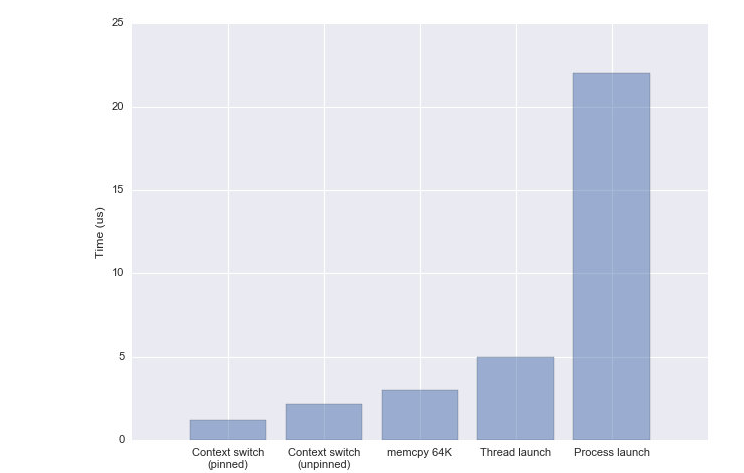 25
20
15
10
5
0
Time (us)
Context switch
(pinned)
Context switch
(unpinned)
memcpy 64K
Thread launch
Process launch